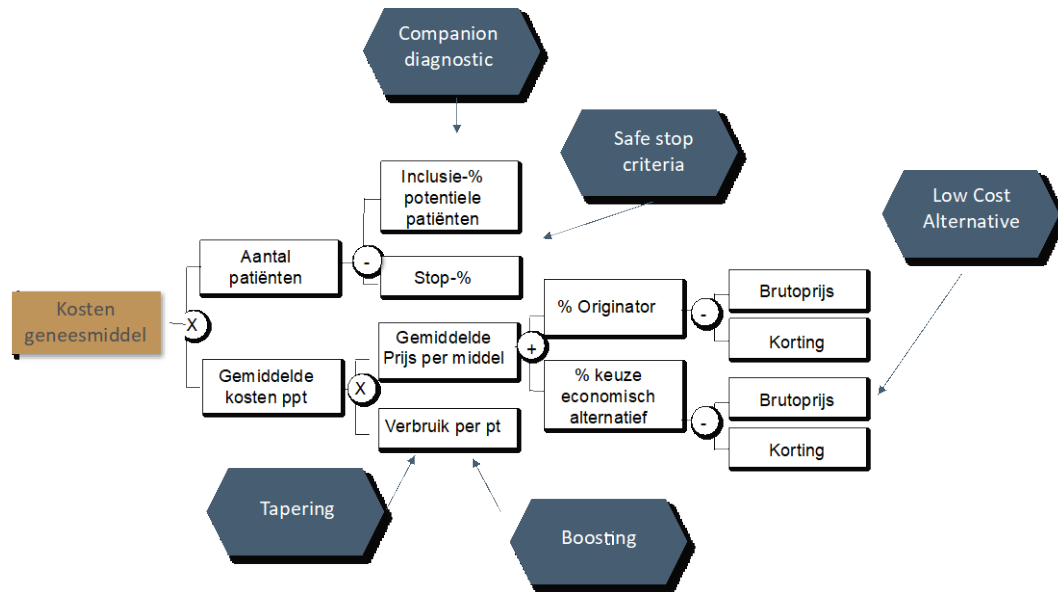 Companion
diagnostic
Safe stop
criteria
Low Cost
Alternative
Inclusie-%
potentiele
patiënten
Aantal
patiënten
-
Stop-%
Kosten
geneesmiddel
X
% Originator
-
Brutoprijs
Korting
Gemiddelde
Prijs per middel
+
Gemiddelde
kosten ppt
X
% keuze
economisch
alternatief
-
Brutoprijs
Korting
Verbruik per pt
Tapering
Boosting